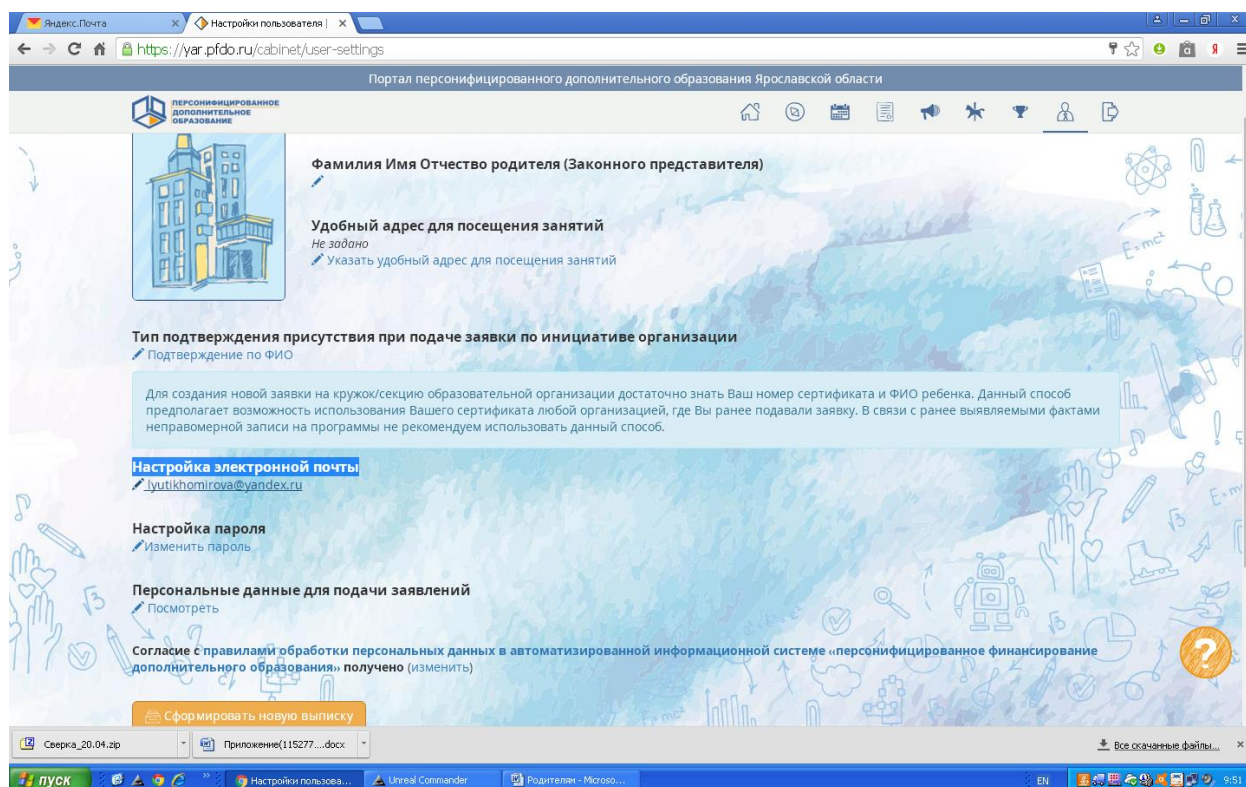 Яндекс.Почта
Настройки пользователя |
https://yar.pfdo.ru/cabinet/user-settings
Портал персонифицированного дополнительного образования Ярославской области
ПЕРСОНИФИЦИРОВАННОЕ
ДОПОЛНИТЕЛЬНОЕ
ОБРАЗОВАНИЕ
Фамилия Имя Отчество родителя (Законного представителя)
Удобный адрес для посещения занятий
Не задано
Указать удобный адрес для посещения занятий
Тип подтверждения присутствия при подаче заявки по инициативе организации
Подтверждение по ФИО
Для создания новой заявки на кружок/секцию образовательной организации достаточно знать Ваш номер сертификата и ФИО ребенка. Данный способ
предполагает возможность использования Вашего сертификата любой организацией, где Вы ранее подавали заявку. В связи с ранее выявляемыми фактами
неправомерной записи на программы не рекомендуем использовать данный способ.
Настройка электронной почты
lyutikhomirova@yandex.ru
Настройка пароля
Изменить пароль
Персональные данные для подачи заявлений
Посмотреть
Согласие с правилами обработки персональных данных в автоматизированной информационной системе «персонифицированное финансирование
дополнительного образования» получено (изменить)
Сформировать новую выписку
E=mc²
√3
?
Сверка_20.04.zip
Приложение(115277....docx
Все скачанные файлы...
пуск
Настройки пользова...
Unreal Commander
Родителям - Microso...
EN
9:51